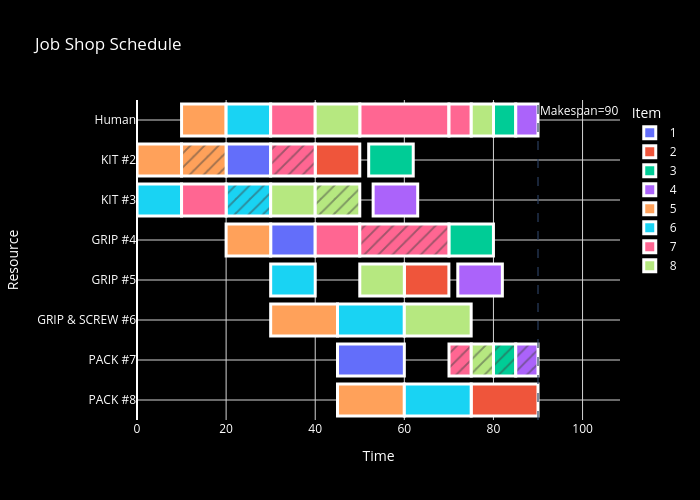 Job Shop Schedule
Makespan=90
Item
1
2
3
4
5
6
7
8
Resource
Human
KIT #2
KIT #3
GRIP #4
GRIP #5
GRIP & SCREW #6
PACK #7
PACK #8
0 20 40 60 80 100
Time